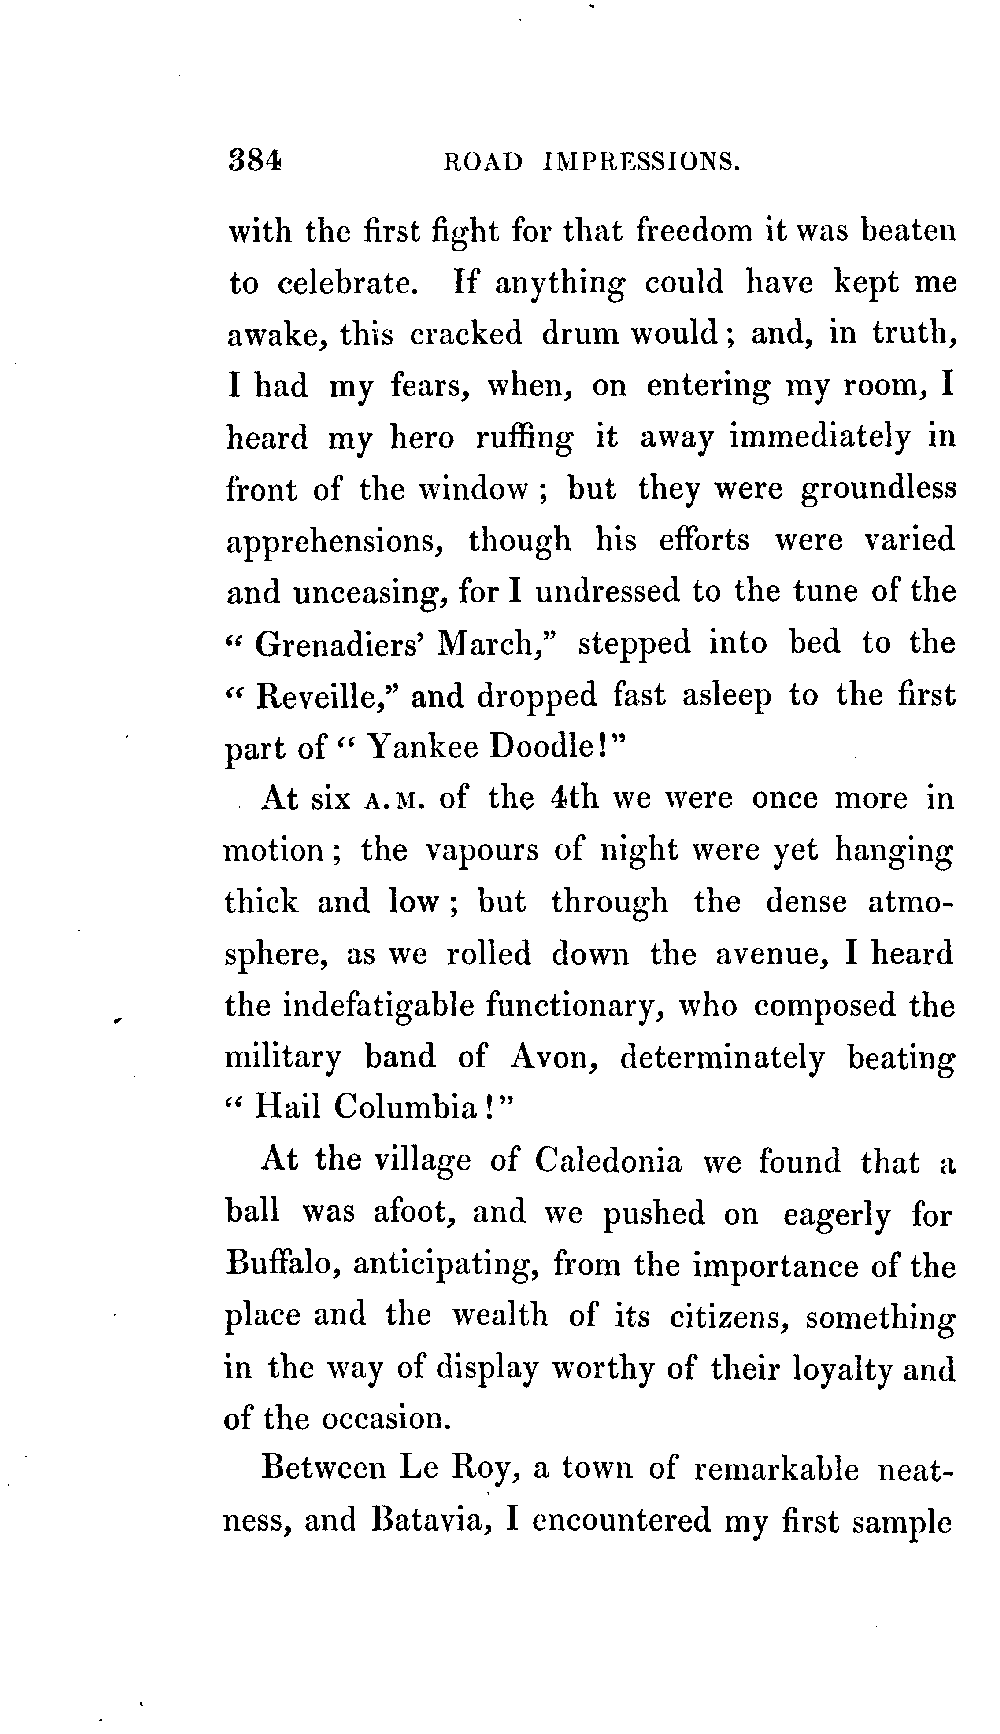 384 ROAD IMPRESSIONS.
with the first fight for that freedom it was beaten
to celebrate. If anything could have kept me
awake, this cracked drum would ; and, in truth,
I had my fears, when, on entering my room, I
heard my hero ruffing it away immediately in
front of the window ; but they were groundless
apprehensions, though his efforts were varied
and unceasing, for I undressed to the tune of the
“ Grenadiers’ March,” stepped into bed to the
“ Reveille,” and dropped fast asleep to the first
part of “ Yankee Doodle!”
At six A.M. of the 4th we were once more in
motion ; the vapours of night were yet hanging
thick and low ; but through the dense atmo-
sphere, as we rolled down the avenue, I heard
the indefatigable functionary, who composed the
military band of Avon, determinately beating
“ Hail Columbia !”
At the village of Caledonia we found that a
ball was afoot, and we pushed on eagerly for
Buffalo, anticipating, from the importance of the
place and the wealth of its citizens, something
in the way of display worthy of their loyalty and
of the occasion.
Between Le Roy, a town of remarkable neat-
ness, and Batavia, I encountered my first sample